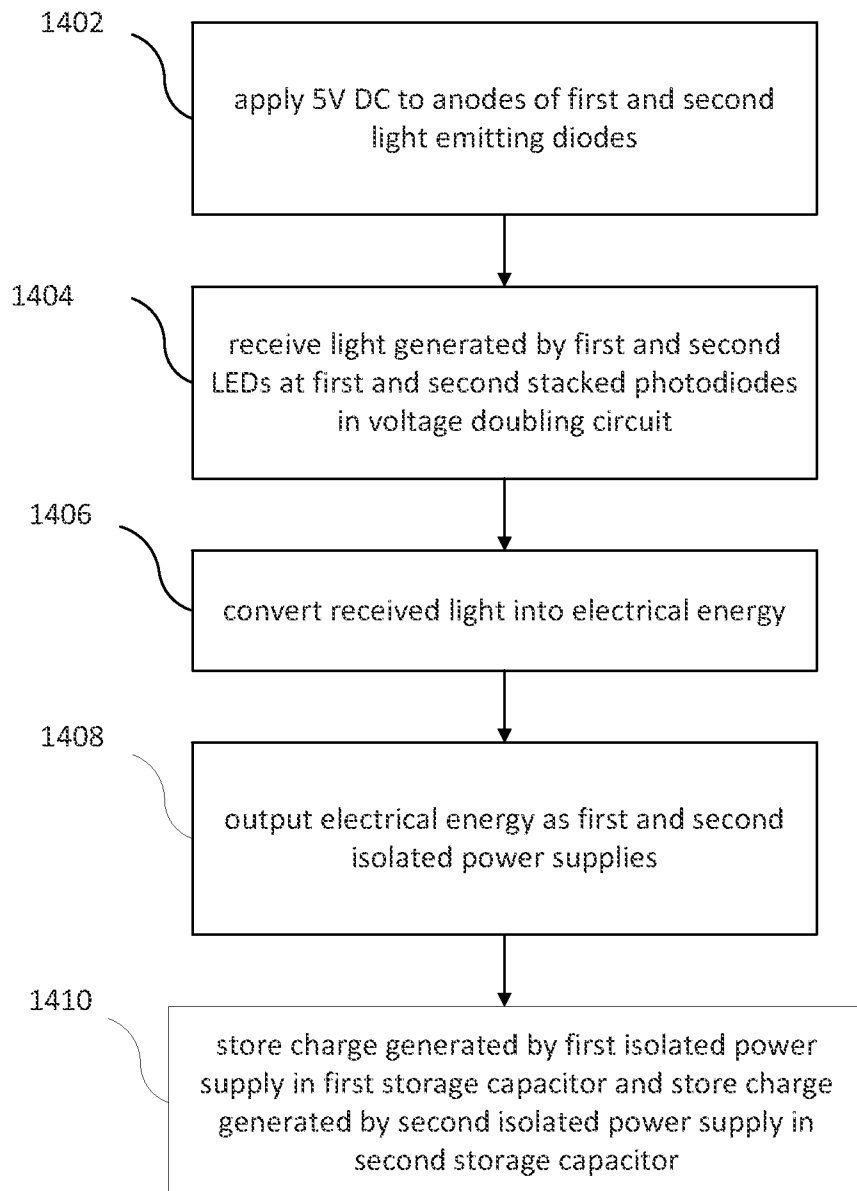 1402
apply 5V DC to anodes of first and second
light emitting diodes
1404
receive light generated by first and second
LEDs at first and second stacked photodiodes
in voltage doubling circuit
1406
convert received light into electrical energy
1408
output electrical energy as first and second
isolated power supplies
1410
store charge generated by first isolated power
supply in first storage capacitor and store charge
generated by second isolated power supply in
second storage capacitor